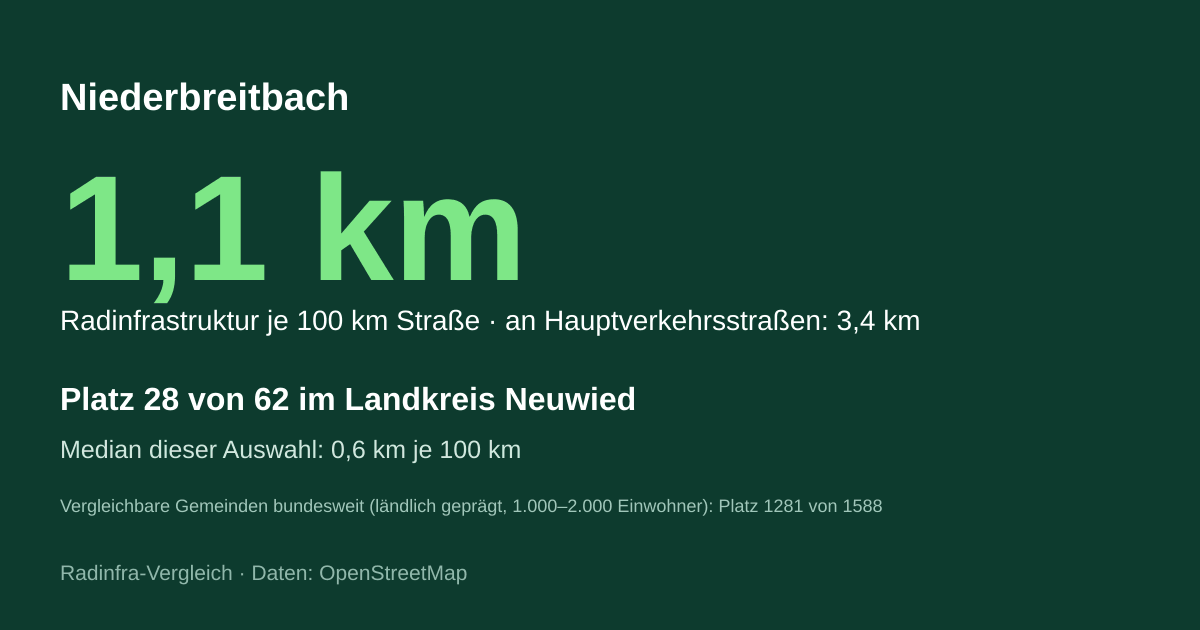 Niederbreitbach
1,1 km
Radinfrastruktur je 100 km Straße · an Hauptverkehrsstraßen: 3,4 km
Platz 28 von 62 im Landkreis Neuwied
Median dieser Auswahl: 0,6 km je 100 km
Vergleichbare Gemeinden bundesweit (ländlich geprägt, 1.000–2.000 Einwohner): Platz 1281 von 1588
Radinfra-Vergleich · Daten: OpenStreetMap